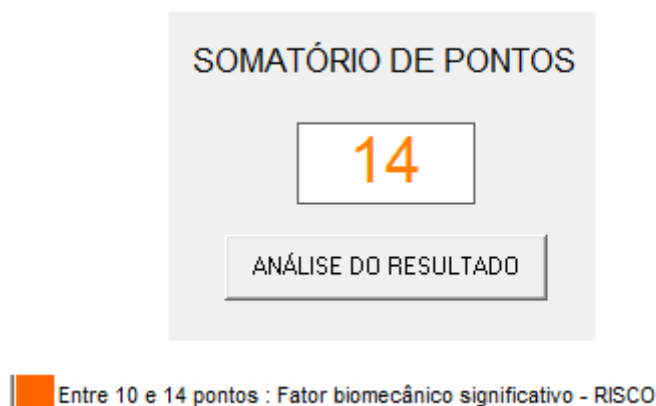 SOMATÓRIO DE PONTOS
14
ANÁLISE DO RESULTADO
Entre 10 e 14 pontos : Fator biomecânico significativo - RISCO